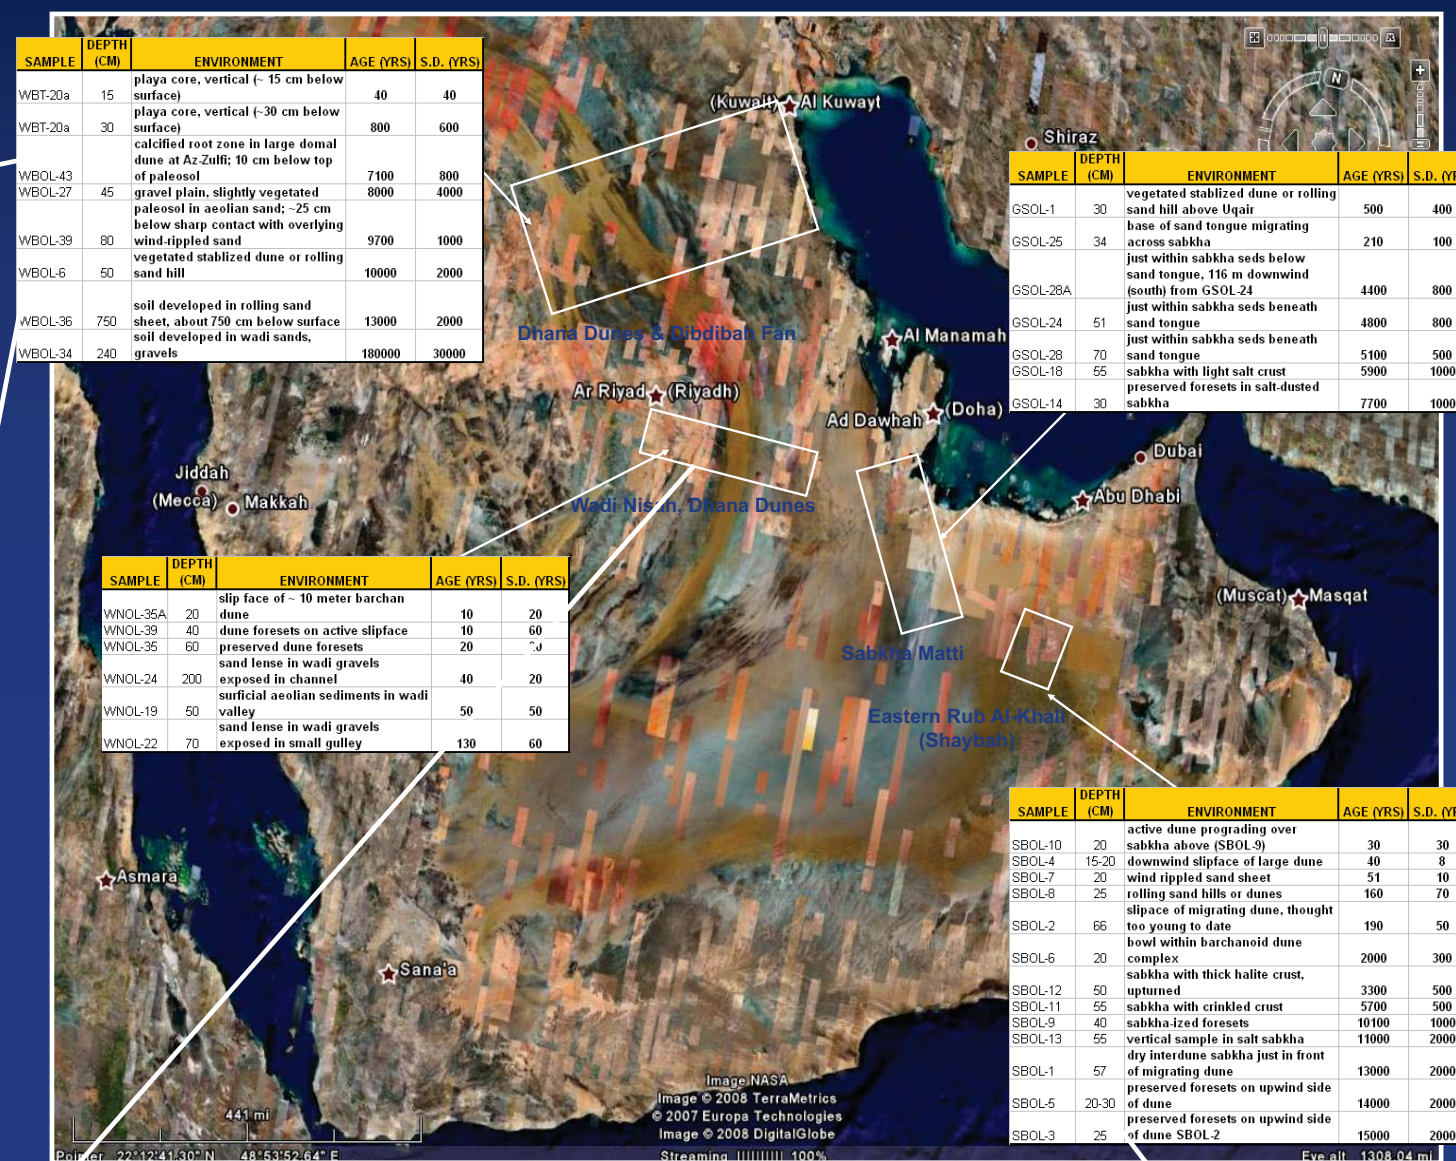 SAMPLE DEPTH (CM) ENVIRONMENT AGE (YRS) S.D. (YRS)
WBT-20a 15 playa core, vertical (~ 15 cm below surface) 40 40
WBT-20a 30 playa core, vertical (~30 cm below surface) 800 600
WBOL-43 calcified root zone in large domal dune at Az-Zulfi; 10 cm below top of paleosol 7100 800
WBOL-27 45 gravel plain, slightly vegetated 8000 4000
WBOL-39 80 paleosol in aeolian sand; ~25 cm below sharp contact with overlying wind-rippled sand 9700 1000
WBOL-6 50 vegetated stablized dune or rolling sand hill 10000 2000
WBOL-36 750 soil developed in rolling sand sheet, about 750 cm below surface 13000 2000
WBOL-34 240 soil developed in wadi sands, gravels 180000 30000
(Kuwait) Al Kuwayt
N
Shiraz
SAMPLE DEPTH (CM) ENVIRONMENT AGE (YRS) S.D.
GSOL-1 30 vegetated stablized dune or rolling sand hill above Uqair 500 400
GSOL-25 34 base of sand tongue migrating across sabkha 210 100
GSOL-28A just within sabkha seds below sand tongue, 116 m downwind (south) from GSOL-24 4400 800
GSOL-24 51 just within sabkha seds beneath sand tongue 4800 800
GSOL-28 70 just within sabkha seds beneath sand tongue 5100 500
GSOL-18 55 sabkha with light salt crust 5900 1000
GSOL-14 30 preserved foresets in salt-dusted sabkha 7700 1000
Dhana Dunes & Dibdibah Fan
Al Manamah
Ar Riyad (Riyadh)
Ad Dawhah (Doha)
Dubai
Abu Dhabi
Jiddah
(Mecca) Makkah
Wadi Nisah, Dhana Dunes
(Muscat) Masqat
Sabkha Matti
Eastern Rub Al-Khali
(Shaybah)
SAMPLE DEPTH (CM) ENVIRONMENT AGE (YRS) S.D. (YRS)
WNOL-35A 20 slip face of ~ 10 meter barchan dune 10 20
WNOL-39 40 dune foresets on active slipface 10 60
WNOL-35 60 preserved dune foresets 20
WNOL-24 200 sand lense in wadi gravels exposed in channel 40 20
WNOL-19 50 surficial aeolian sediments in wadi valley 50 50
WNOL-22 70 sand lense in wadi gravels exposed in small gulley 130 60
SAMPLE DEPTH (CM) ENVIRONMENT AGE (YRS) S.D.
SBOL-10 20 active dune prograding over sabkha above (SBOL-9) 30 30
SBOL-4 15-20 downwind slipface of large dune 40 8
SBOL-7 20 wind rippled sand sheet 51 10
SBOL-8 25 rolling sand hills or dunes 160 70
SBOL-2 66 slipace of migrating dune, thought too young to date 190 50
SBOL-6 20 bowl within barchanoid dune complex 2000 300
SBOL-12 50 sabkha with thick halite crust, upturned 3300 500
SBOL-11 55 sabkha with crinkled crust 5700 500
SBOL-9 40 sabkha-ized foresets 10100 1000
SBOL-13 55 vertical sample in salt sabkha 11000 2000
SBOL-1 57 dry interdune sabkha just in front of migrating dune 13000 2000
SBOL-5 20-30 preserved foresets on upwind side of dune 14000 2000
SBOL-3 25 preserved foresets on upwind side of dune SBOL-2 15000 2000
Asmara
Sana'a
Image NASA
Image © 2008 TerraMetrics
© 2007 Europa Technologies
Image © 2008 DigitalGlobe
441 mi
Pointer 22°12'41.30" N 48°53'52.64" E Streaming 100% Eye alt 1308.04 mi